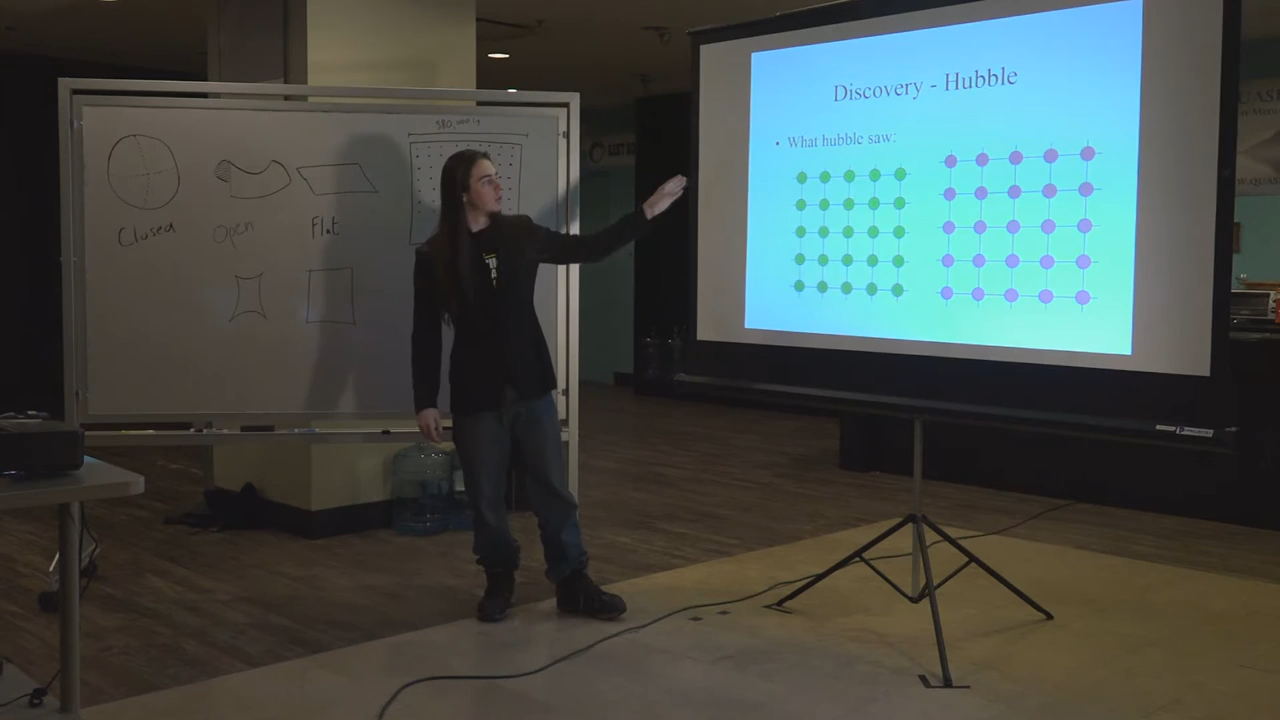 380,000 ly
Closed
Open
Flat
Discovery - Hubble
• What hubble saw: